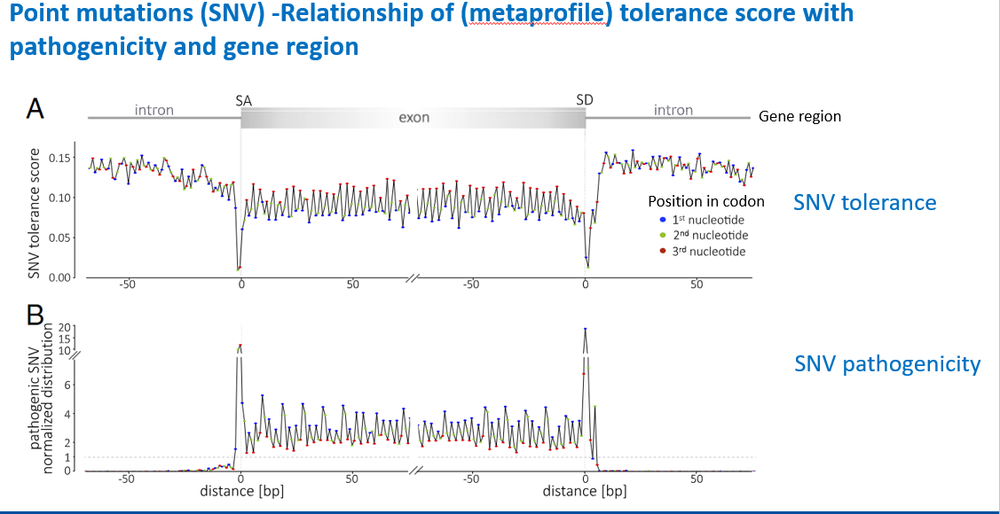 Point mutations (SNV) -Relationship of (metaprofile) tolerance score with
pathogenicity and gene region
A
SA
SD
intron
exon
intron
Gene region
SNV tolerance score
0.15
0.10
0.05
0.00
-50
0
50
-50
0
50
Position in codon
1st nucleotide
2nd nucleotide
3rd nucleotide
SNV tolerance
B
pathogenic SNV
normalized distribution
20
15
10
6
4
2
1
0
-50
0
50
-50
0
50
distance [bp]
distance [bp]
SNV pathogenicity